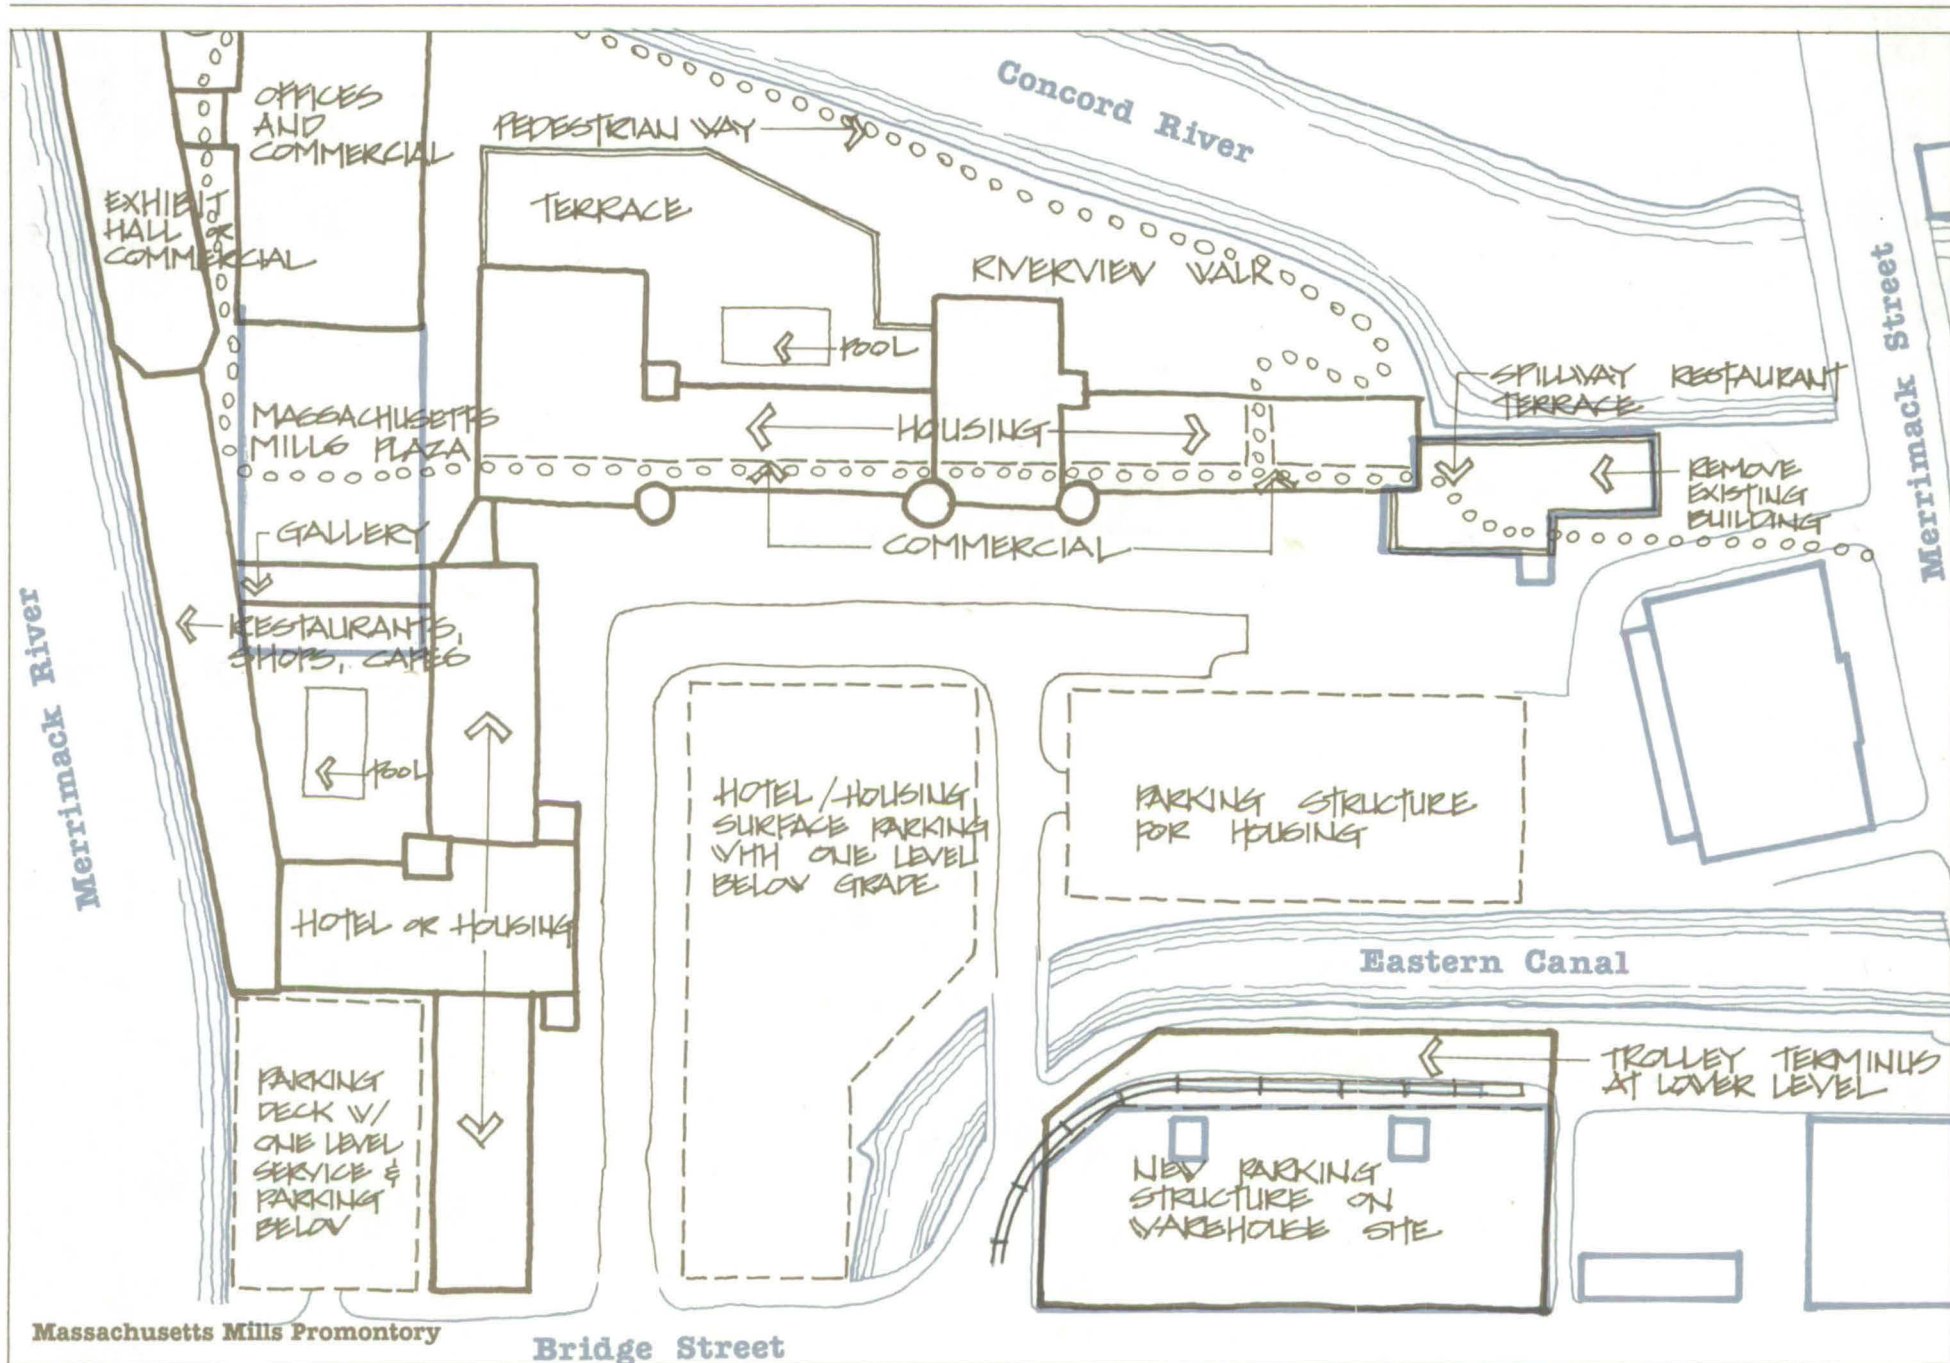 Concord River
OFFICES
AND
COMMERCIAL
PEDESTRIAN WAY
EXHIBIT
HALL OR
COMMERCIAL
TERRACE
RIVERVIEW WALK
Merrimack Street
POOL
SPILLWAY RESTAURANT
TERRACE
MASSACHUSETTS
MILLS PLAZA
HOUSING
REMOVE
EXISTING
BUILDING
GALLERY
COMMERCIAL
Merrimack River
RESTAURANTS,
SHOPS, CAFES
POOL
HOTEL/HOUSING
SURFACE PARKING
WITH ONE LEVEL
BELOW GRADE
PARKING STRUCTURE
FOR HOUSING
HOTEL OR HOUSING
Eastern Canal
PARKING
DECK W/
ONE LEVEL
SERVICE &
PARKING
BELOW
TROLLEY TERMINUS
AT LOWER LEVEL
NEW PARKING
STRUCTURE ON
WAREHOUSE SITE
Massachusetts Mills Promontory
Bridge Street